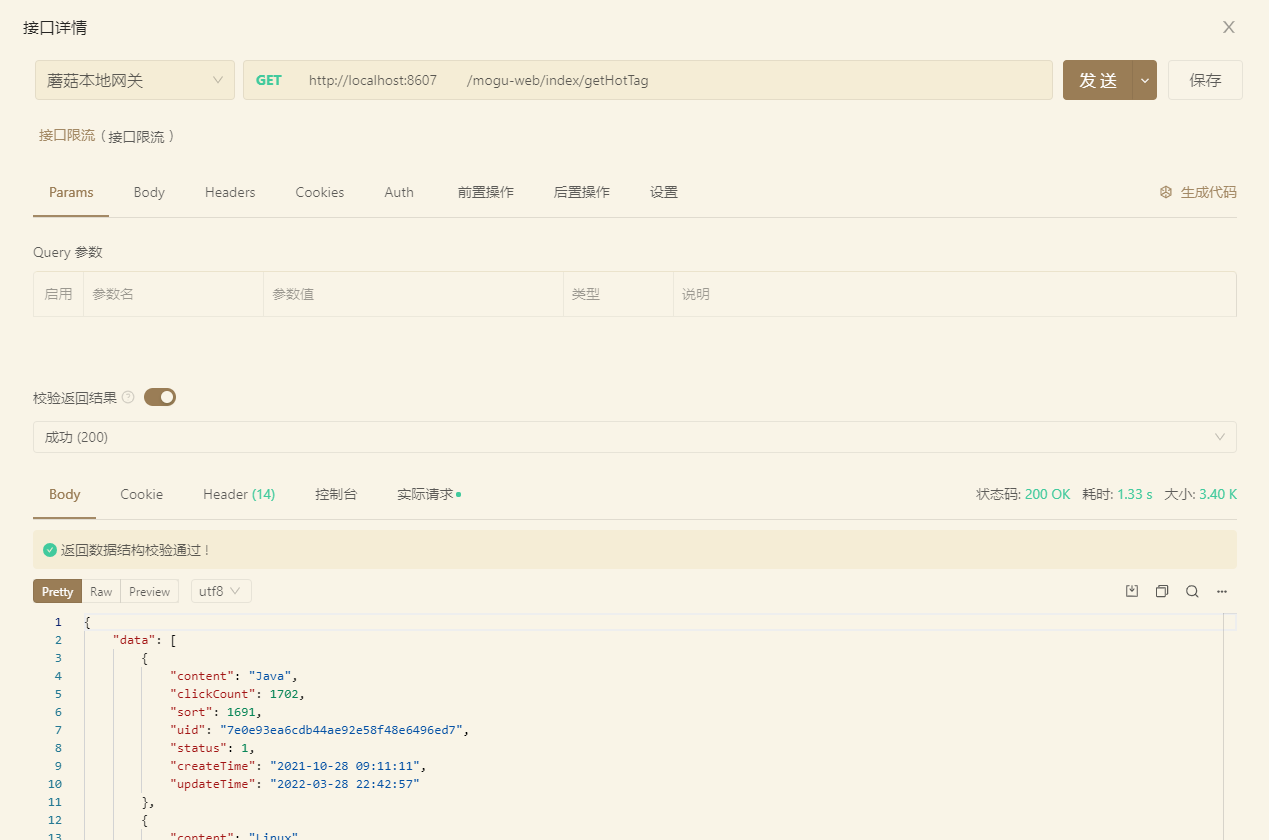 接口详情
蘑菇本地网关 GET http://localhost:8607 /mogu-web/index/getHotTag 发 送 保存
接口限流 ( 接口限流 )
Params Body Headers Cookies Auth 前置操作 后置操作 设置 生成代码
Query 参数
启用 参数名 参数值 类型 说明
校验返回结果 ?
成功 (200)
Body Cookie Header (14) 控制台 实际请求 状态码: 200 OK 耗时: 1.33 s 大小: 3.40 K
返回数据结构校验通过 !
Pretty Raw Preview utf8
1 {
2 "data": [
3 {
4 "content": "Java",
5 "clickCount": 1702,
6 "sort": 1691,
7 "uid": "7e0e93ea6cdb44ae92e58f48e6496ed7",
8 "status": 1,
9 "createTime": "2021-10-28 09:11:11",
10 "updateTime": "2022-03-28 22:42:57"
11 },
12 {
13 "content": "Linux"